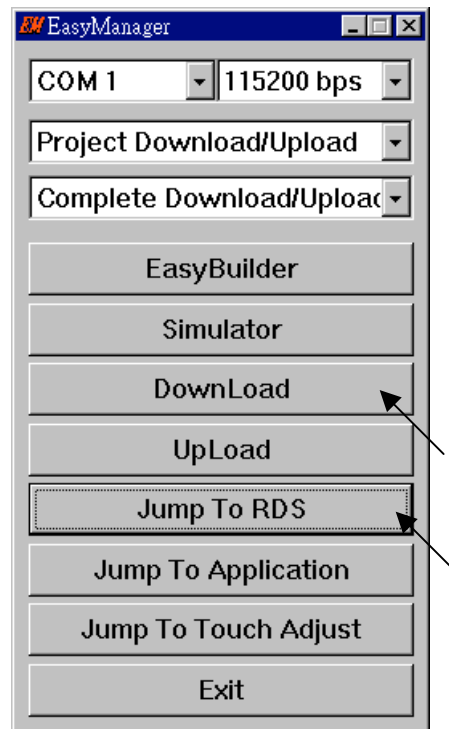 EM EasyManager
COM 1 115200 bps
Project Download/Upload
Complete Download/Upload
EasyBuilder
Simulator
DownLoad
UpLoad
Jump To RDS
Jump To Application
Jump To Touch Adjust
Exit